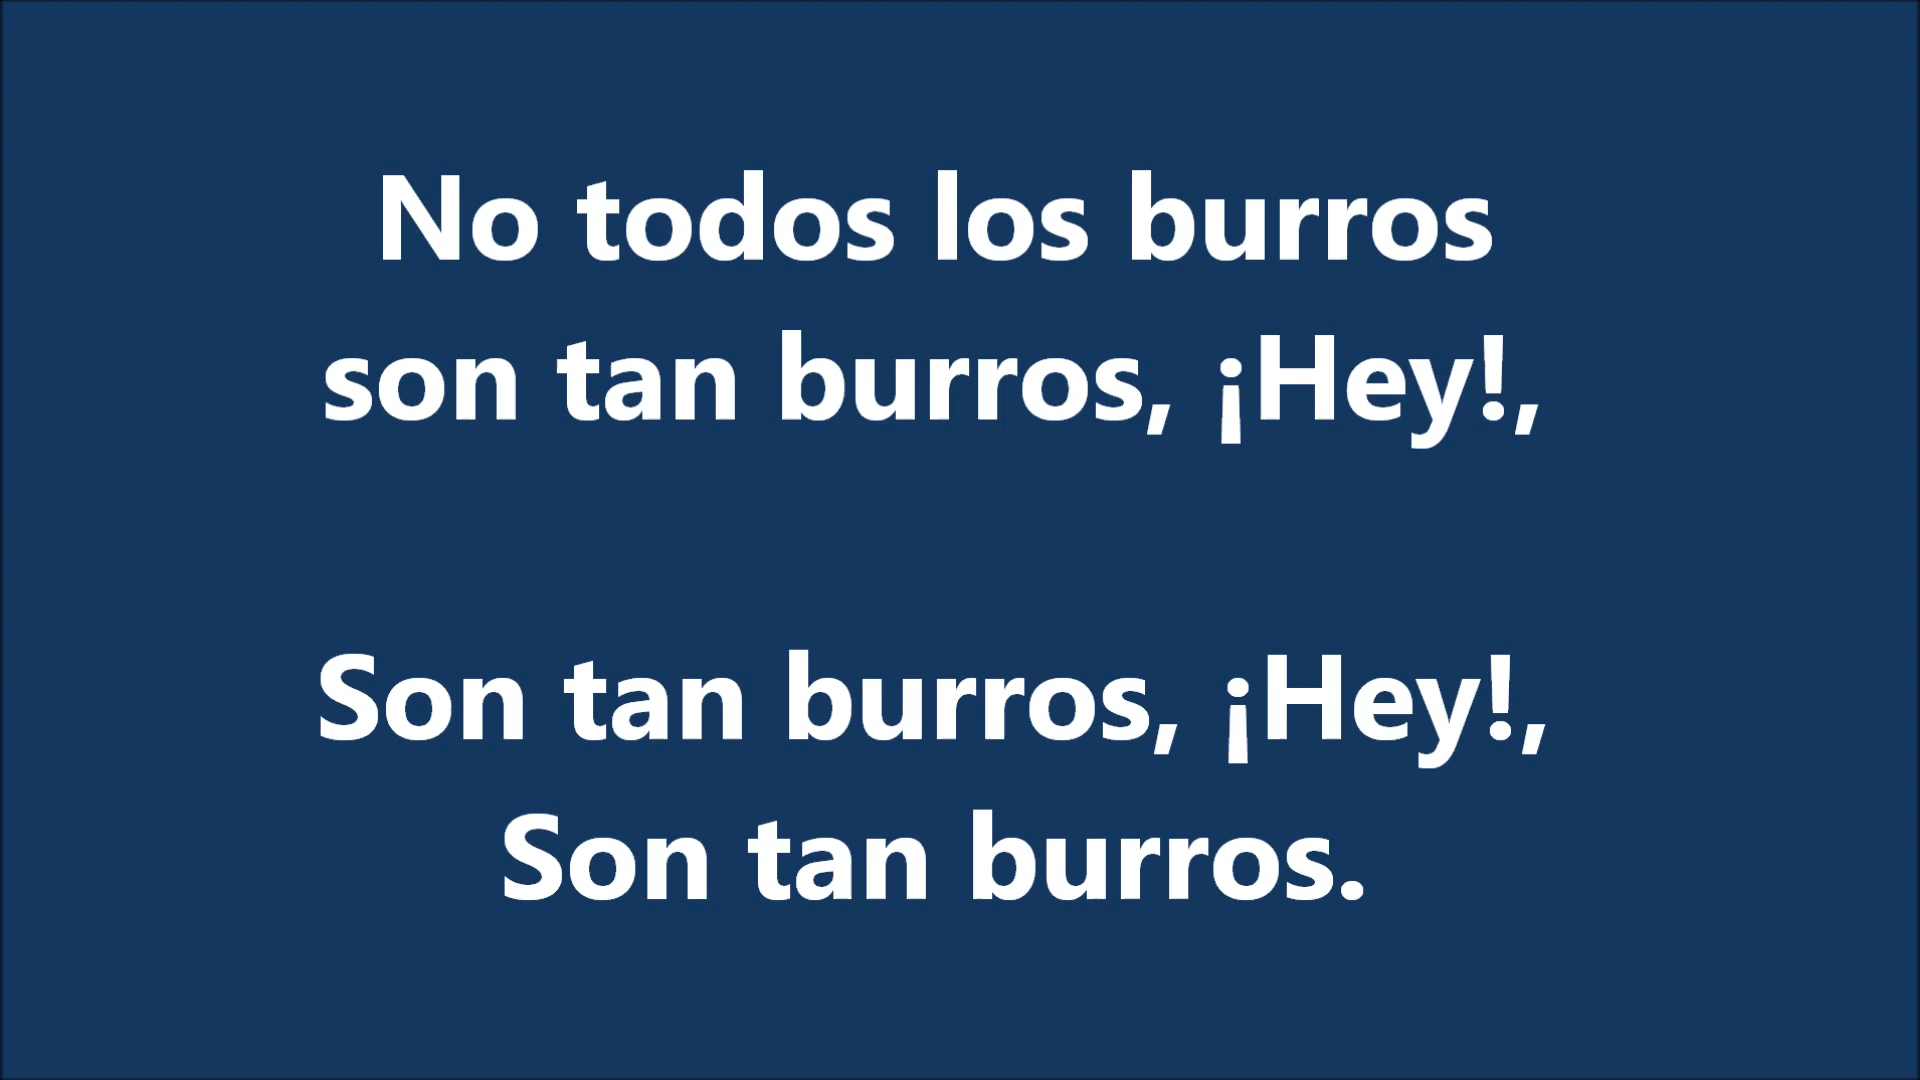 No todos los burros
son tan burros, ¡Hey!,
Son tan burros, ¡Hey!,
Son tan burros.